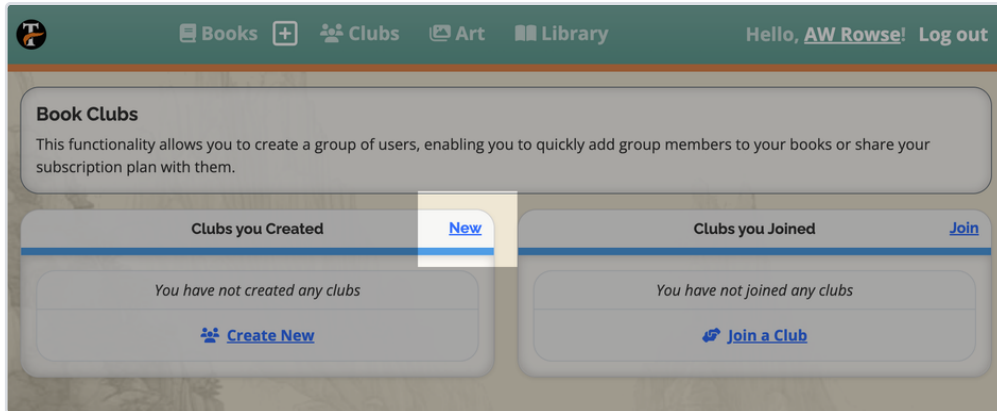 Books Clubs Art Library Hello, AW Rowse! Log out
Book Clubs
This functionality allows you to create a group of users, enabling you to quickly add group members to your books or share your
subscription plan with them.
Clubs you Created New
You have not created any clubs
Create New
Clubs you Joined Join
You have not joined any clubs
Join a Club